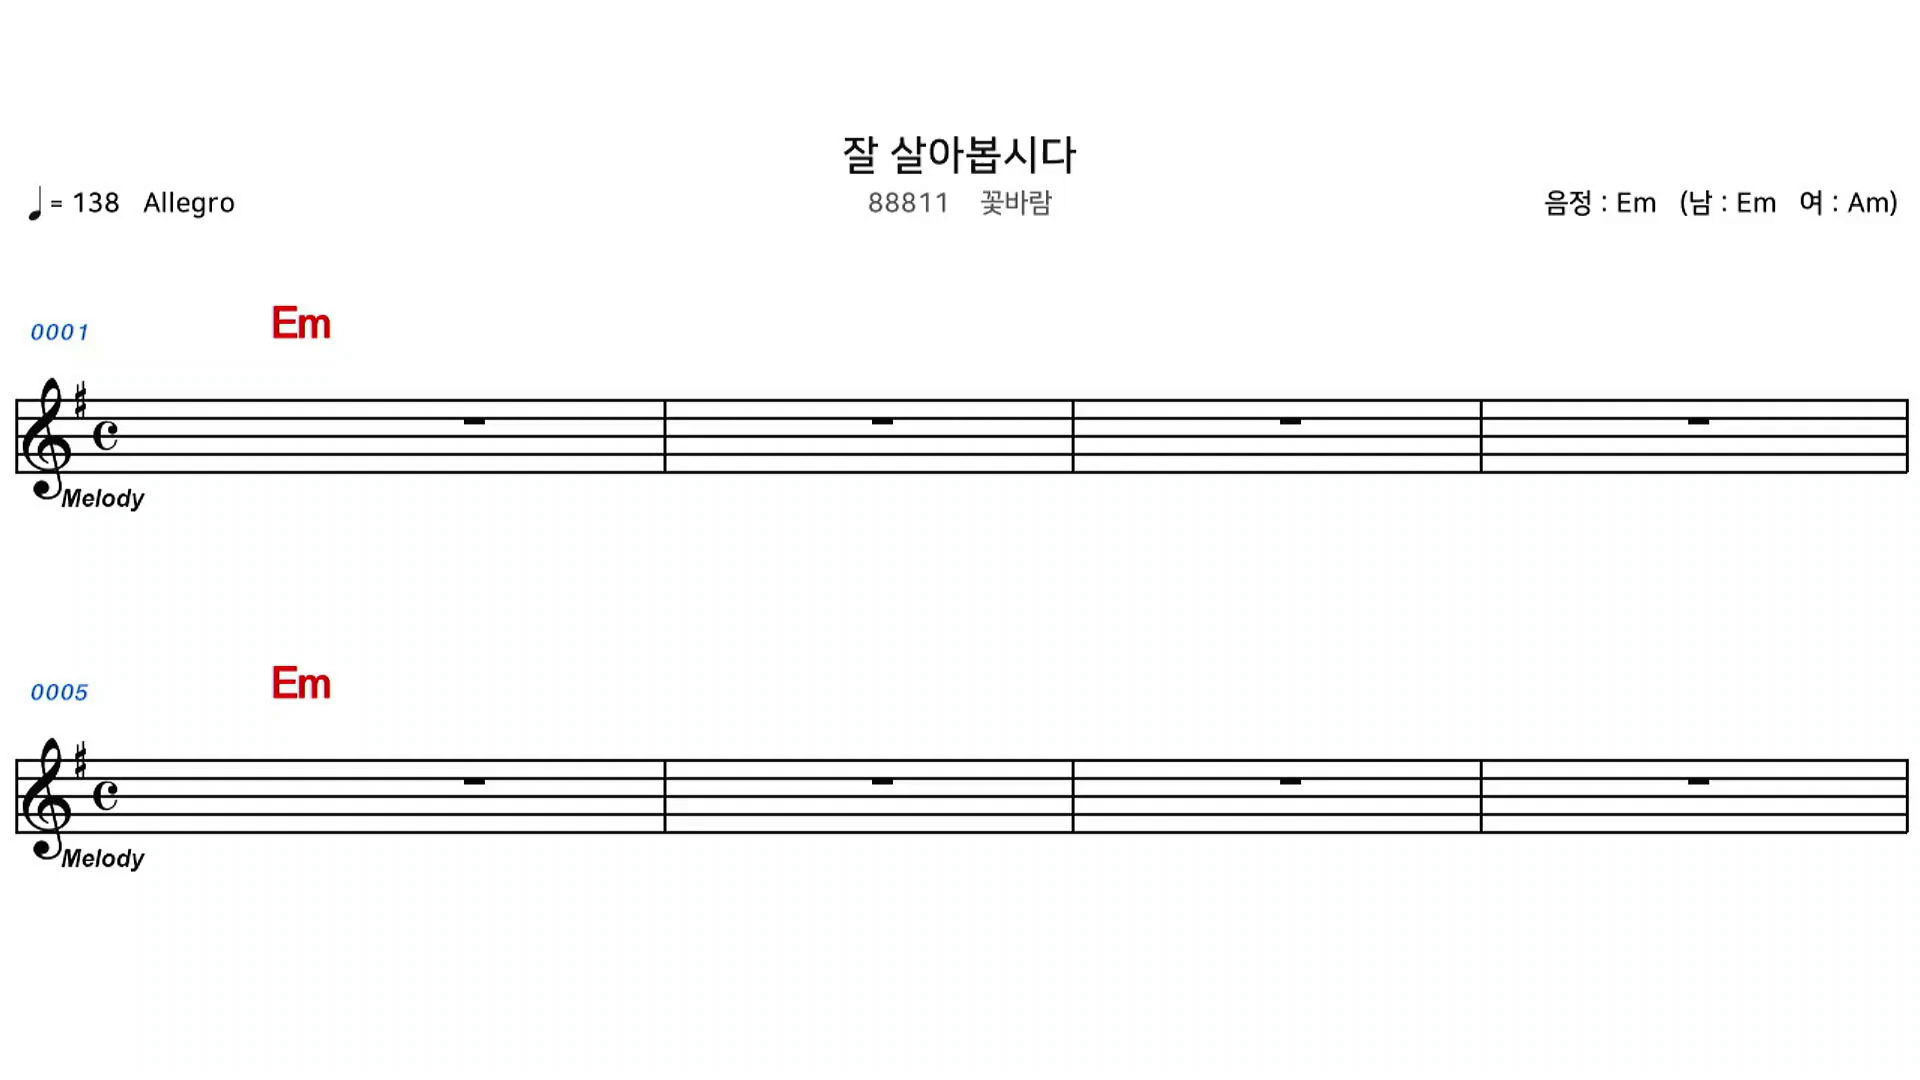 잘 살아봅시다
♩ = 138 Allegro
88811 꽃바람
음정 : Em (남 : Em 여 : Am)
0001 Em
Melody
0005 Em
Melody